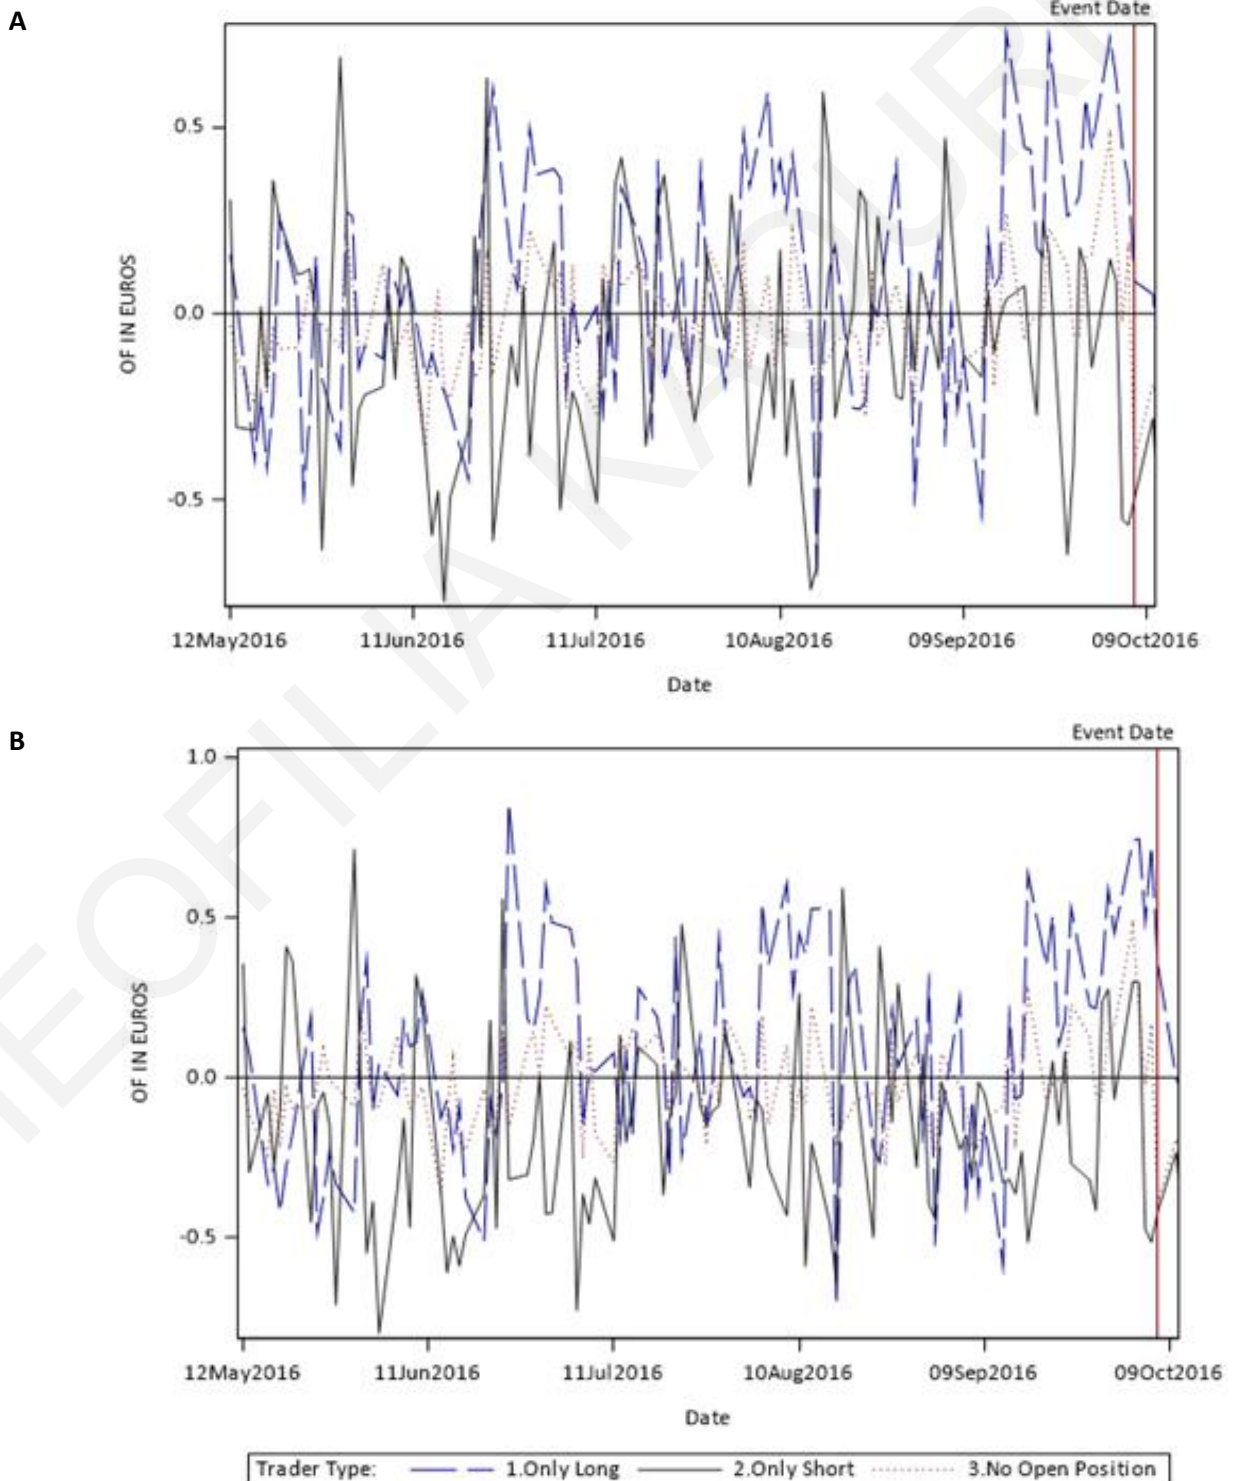 A
Event Date
0.5
0.0
-0.5
OF IN EUROS
12May2016 11Jun2016 11Jul2016 10Aug2016 09Sep2016 09Oct2016
Date
B
Event Date
1.0
0.5
0.0
-0.5
OF IN EUROS
12May2016 11Jun2016 11Jul2016 10Aug2016 09Sep2016 09Oct2016
Date
Trader Type: 1.Only Long 2.Only Short 3.No Open Position